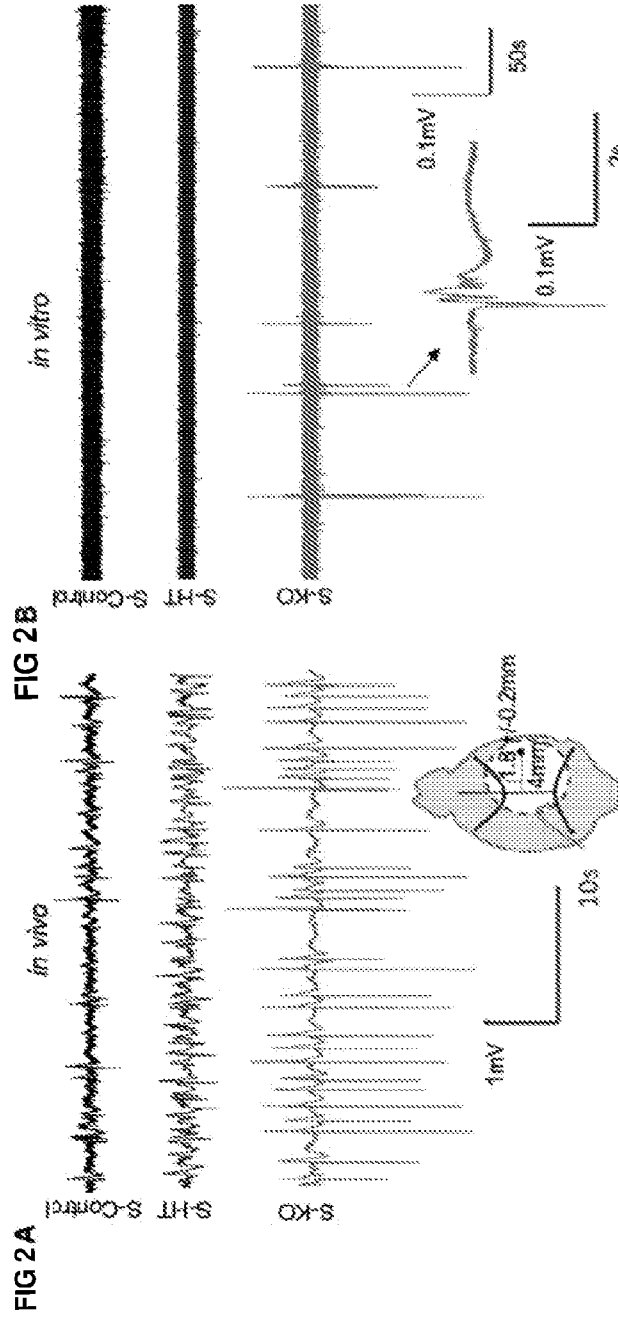 FIG 2A
in vivo
S-Control
S-HT
S-KO
1mV
10s
1.8+/-0.2mm
4mm
FIG 2B
in vitro
S-Control
S-HT
S-KO
0.1mV
50s
0.1mV
2s